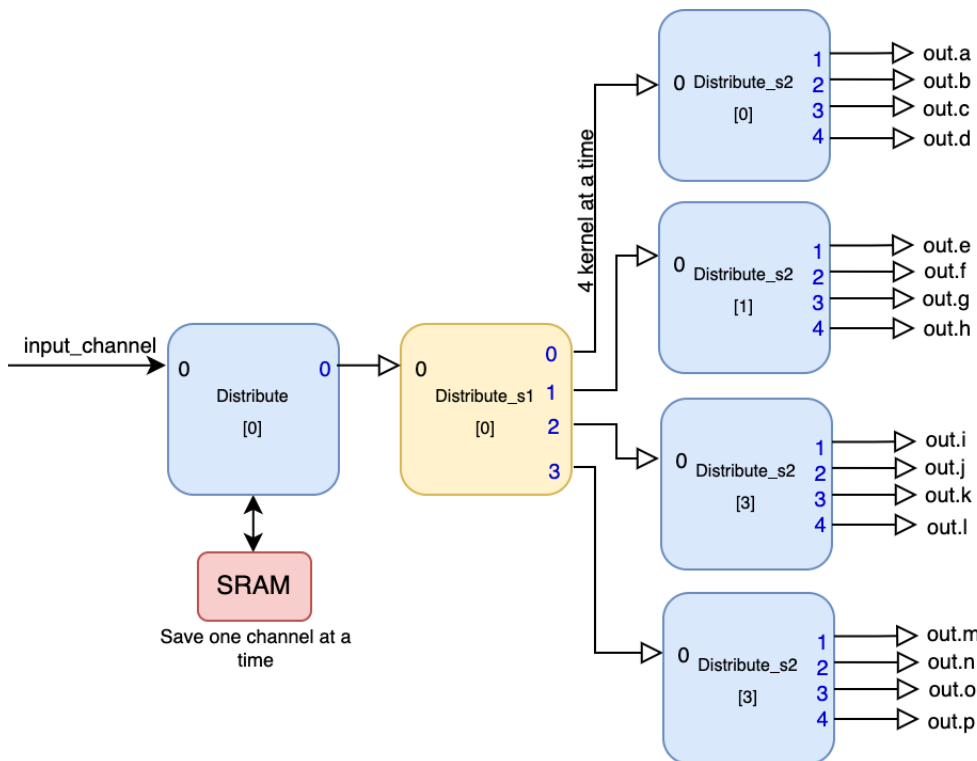 input_channel
0
0
Distribute
[0]
SRAM
Save one channel at a
time
0
Distribute_s1
[0]
0
1
2
3
4 kernel at a time
0
Distribute_s2
[0]
1
2
3
4
out.a
out.b
out.c
out.d
0
Distribute_s2
[1]
1
2
3
4
out.e
out.f
out.g
out.h
0
Distribute_s2
[3]
1
2
3
4
out.i
out.j
out.k
out.l
0
Distribute_s2
[3]
1
2
3
4
out.m
out.n
out.o
out.p